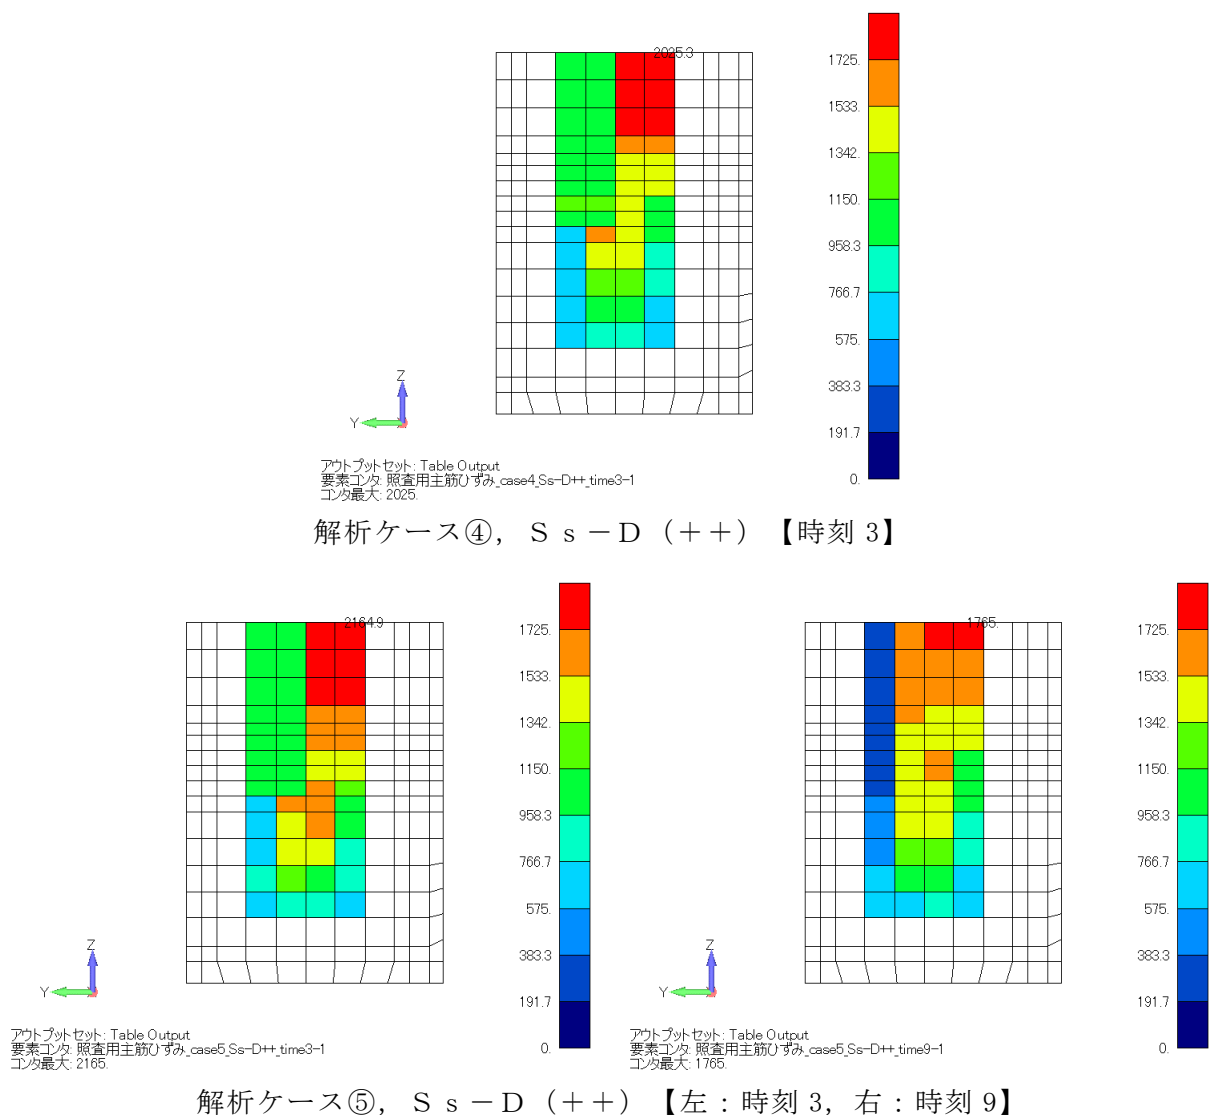 2025.3
1725.
1533.
1342.
1150.
958.3
766.7
575.
383.3
191.7
0.
Z
Y
アウトプットセット: Table Output
要素コンタ: 照査用主筋ひずみ_case4_Ss-D++_time3-1
コンタ最大: 2025.
解析ケース④，Ｓｓ－Ｄ（＋＋）【時刻 3】
2164.9
1725.
1533.
1342.
1150.
958.3
766.7
575.
383.3
191.7
0.
Z
Y
アウトプットセット: Table Output
要素コンタ: 照査用主筋ひずみ_case5_Ss-D++_time3-1
コンタ最大: 2165.
1765.
1725.
1533.
1342.
1150.
958.3
766.7
575.
383.3
191.7
0.
Z
Y
アウトプットセット: Table Output
要素コンタ: 照査用主筋ひずみ_case5_Ss-D++_time9-1
コンタ最大: 1765.
解析ケース⑤，Ｓｓ－Ｄ（＋＋）【左：時刻 3，右：時刻 9】